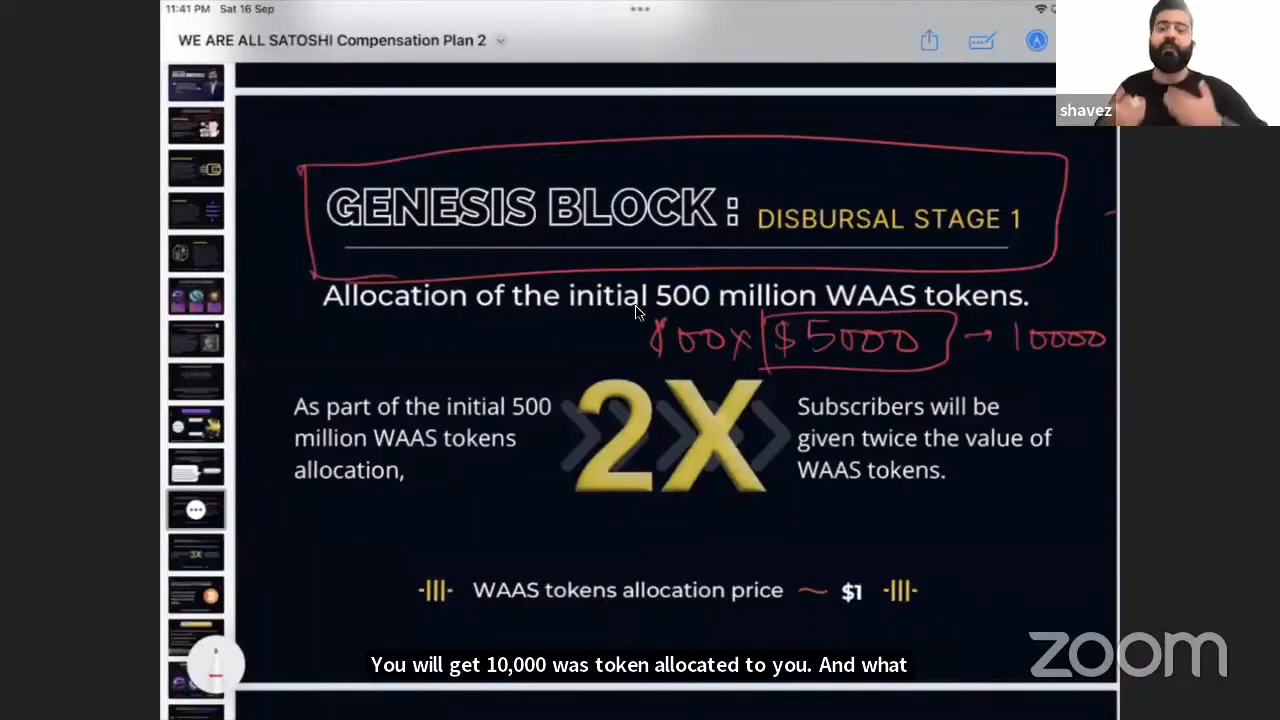 11:41 PM Sat 16 Sep
WE ARE ALL SATOSHI Compensation Plan 2
shavez
GENESIS BLOCK : DISBURSAL STAGE 1
Allocation of the initial 500 million WAAS tokens.
$5000 → 10000
As part of the initial 500
million WAAS tokens
allocation,
2X
Subscribers will be
given twice the value of
WAAS tokens.
WAAS tokens allocation price ~ $1
You will get 10,000 was token allocated to you. And what
zoom